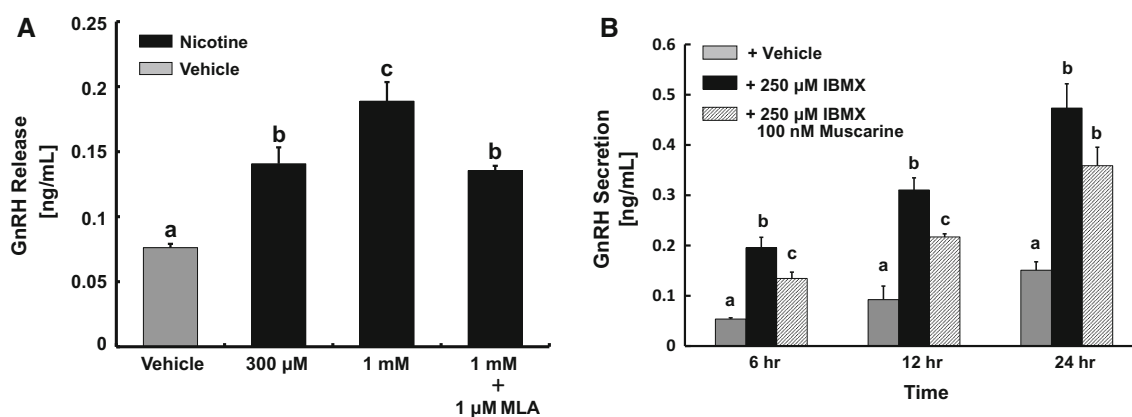 A
GnRH Release
[ng/mL]
0.25
0.2
0.15
0.1
0.05
0
Nicotine
Vehicle
a
b
c
b
Vehicle
300 µM
1 mM
1 mM
+
1 µM MLA
B
GnRH Secretion
[ng/mL]
0.6
0.5
0.4
0.3
0.2
0.1
0
+ Vehicle
+ 250 µM IBMX
+ 250 µM IBMX
100 nM Muscarine
a
b
c
a
b
c
a
b
b
6 hr
12 hr
24 hr
Time